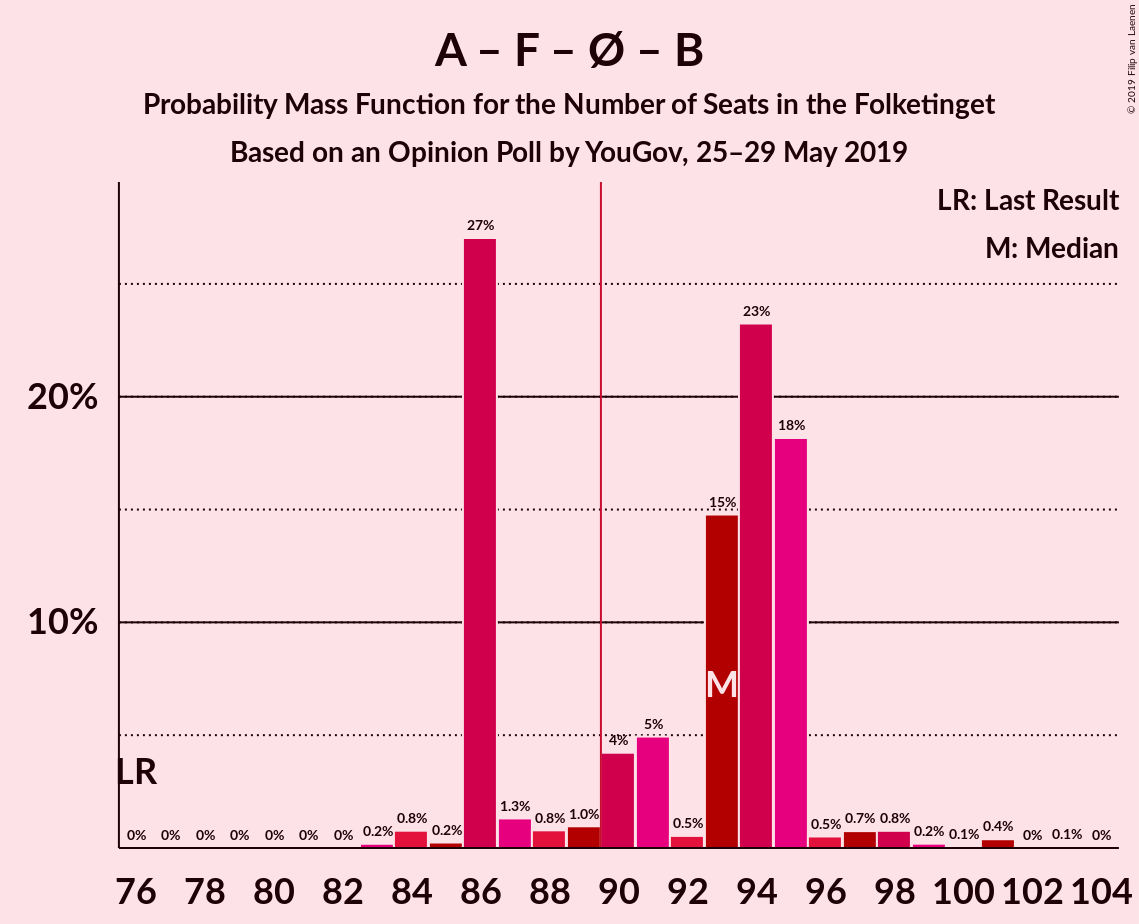 A – F – Ø – B
Probability Mass Function for the Number of Seats in the Folketinget
Based on an Opinion Poll by YouGov, 25–29 May 2019
© 2019 Filip van Laenen
LR: Last Result
M: Median
20%
10%
LR
M
0% 0% 0% 0% 0% 0% 0% 0.2% 0.8% 0.2% 27% 1.3% 0.8% 1.0% 4% 5% 0.5% 15% 23% 18% 0.5% 0.7% 0.8% 0.2% 0.1% 0.4% 0% 0.1% 0%
76 78 80 82 84 86 88 90 92 94 96 98 100 102 104